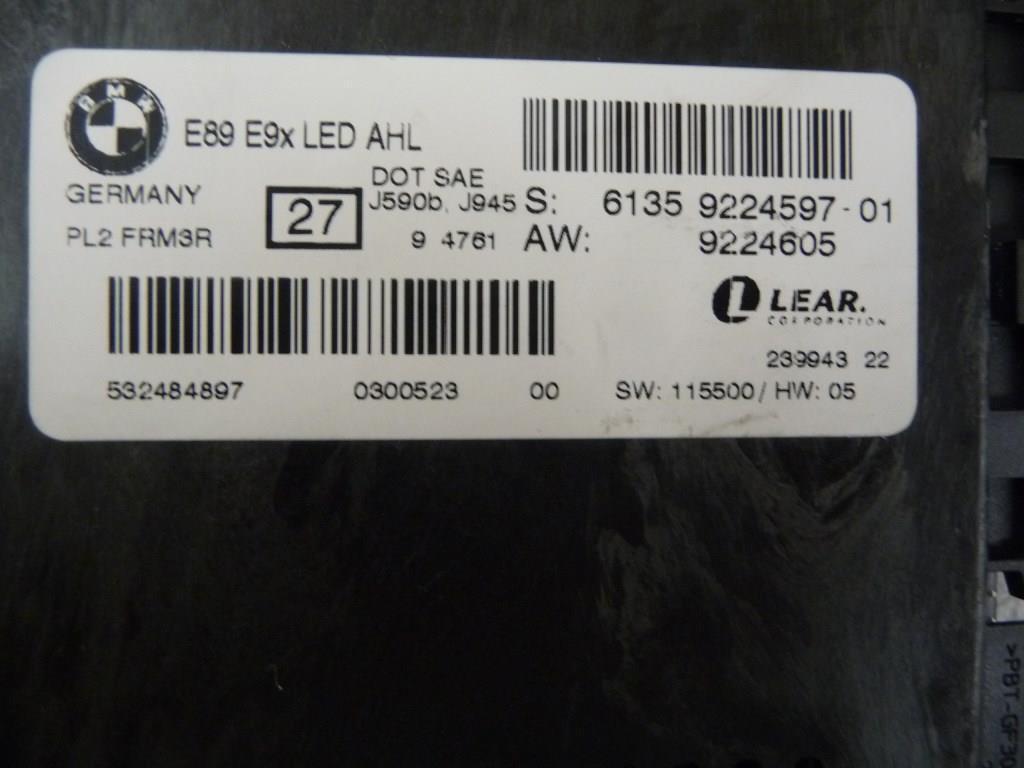 BMW
E89 E9x LED AHL
GERMANY
DOT SAE
J590b, J945
27
PL2 FRM3R
9 4761
S: 6135 9224597-01
AW: 9224605
LEAR.
CORPORATION
239943 22
532484897 0300523 00
SW: 115500 / HW: 05
>PBT-GF30